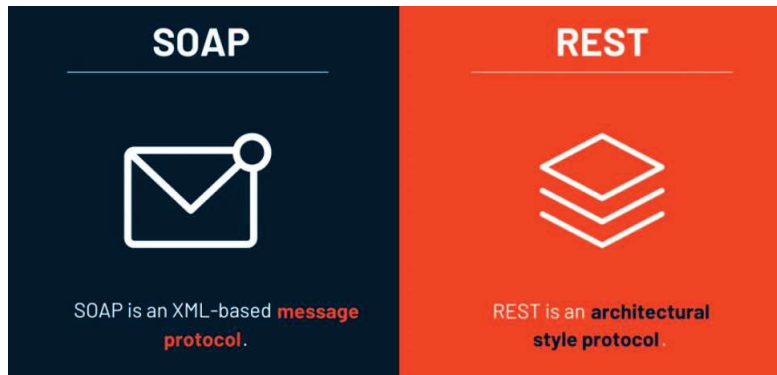 SOAP
SOAP is an XML-based message
protocol.
REST
REST is an architectural
style protocol.